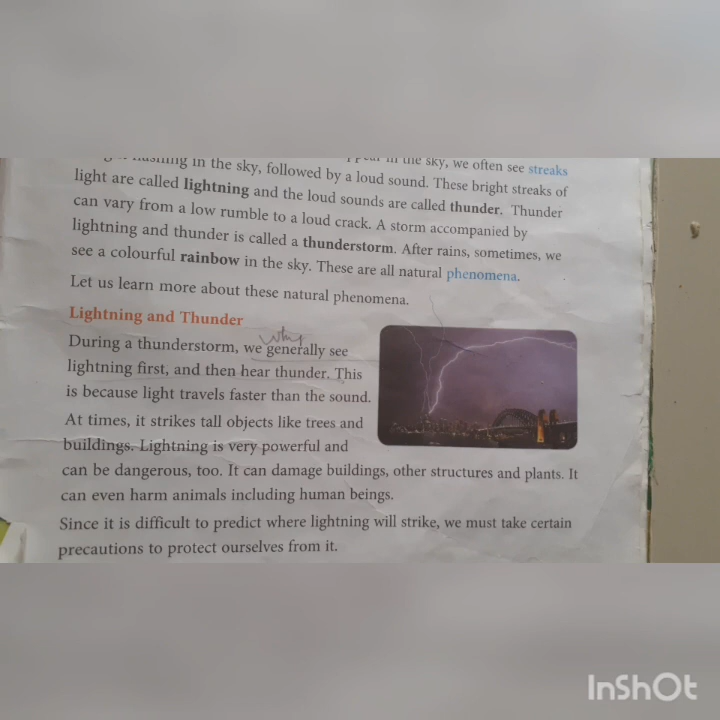 flashing in the sky, followed by a loud sound. These bright streaks of
in the sky, we often see streaks
light are called lightning and the loud sounds are called thunder. Thunder
can vary from a low rumble to a loud crack. A storm accompanied by
lightning and thunder is called a thunderstorm. After rains, sometimes, we
see a colourful rainbow in the sky. These are all natural phenomena.
Let us learn more about these natural phenomena.
Lightning and Thunder
why
During a thunderstorm, we generally see
lightning first, and then hear thunder. This
is because light travels faster than the sound.
At times, it strikes tall objects like trees and
buildings. Lightning is very powerful and
can be dangerous, too. It can damage buildings, other structures and plants. It
can even harm animals including human beings.
Since it is difficult to predict where lightning will strike, we must take certain
precautions to protect ourselves from it.
InShOt